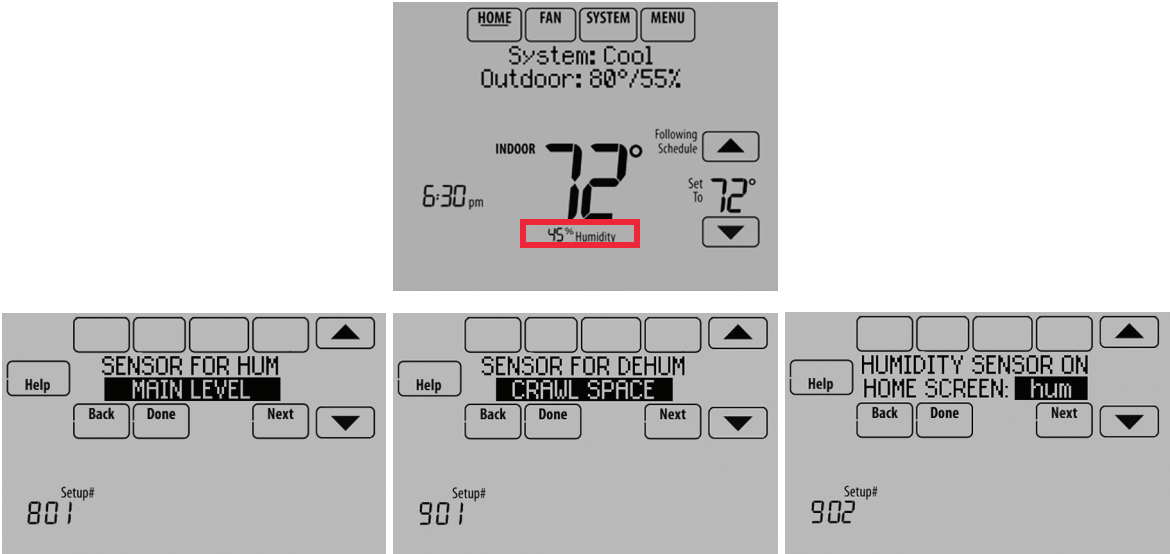 HOME FAN SYSTEM MENU
System: Cool
Outdoor: 80°/55%
Following
Schedule
INDOOR 72°
6:30 pm
Set
To
72°
45% Humidity
SENSOR FOR HUM
Help
MAIN LEVEL
Back Done Next
Setup#
801
SENSOR FOR DEHUM
Help
CRAWL SPACE
Back Done Next
Setup#
901
HUMIDITY SENSOR ON
Help
HOME SCREEN: hum
Back Done Next
Setup#
902